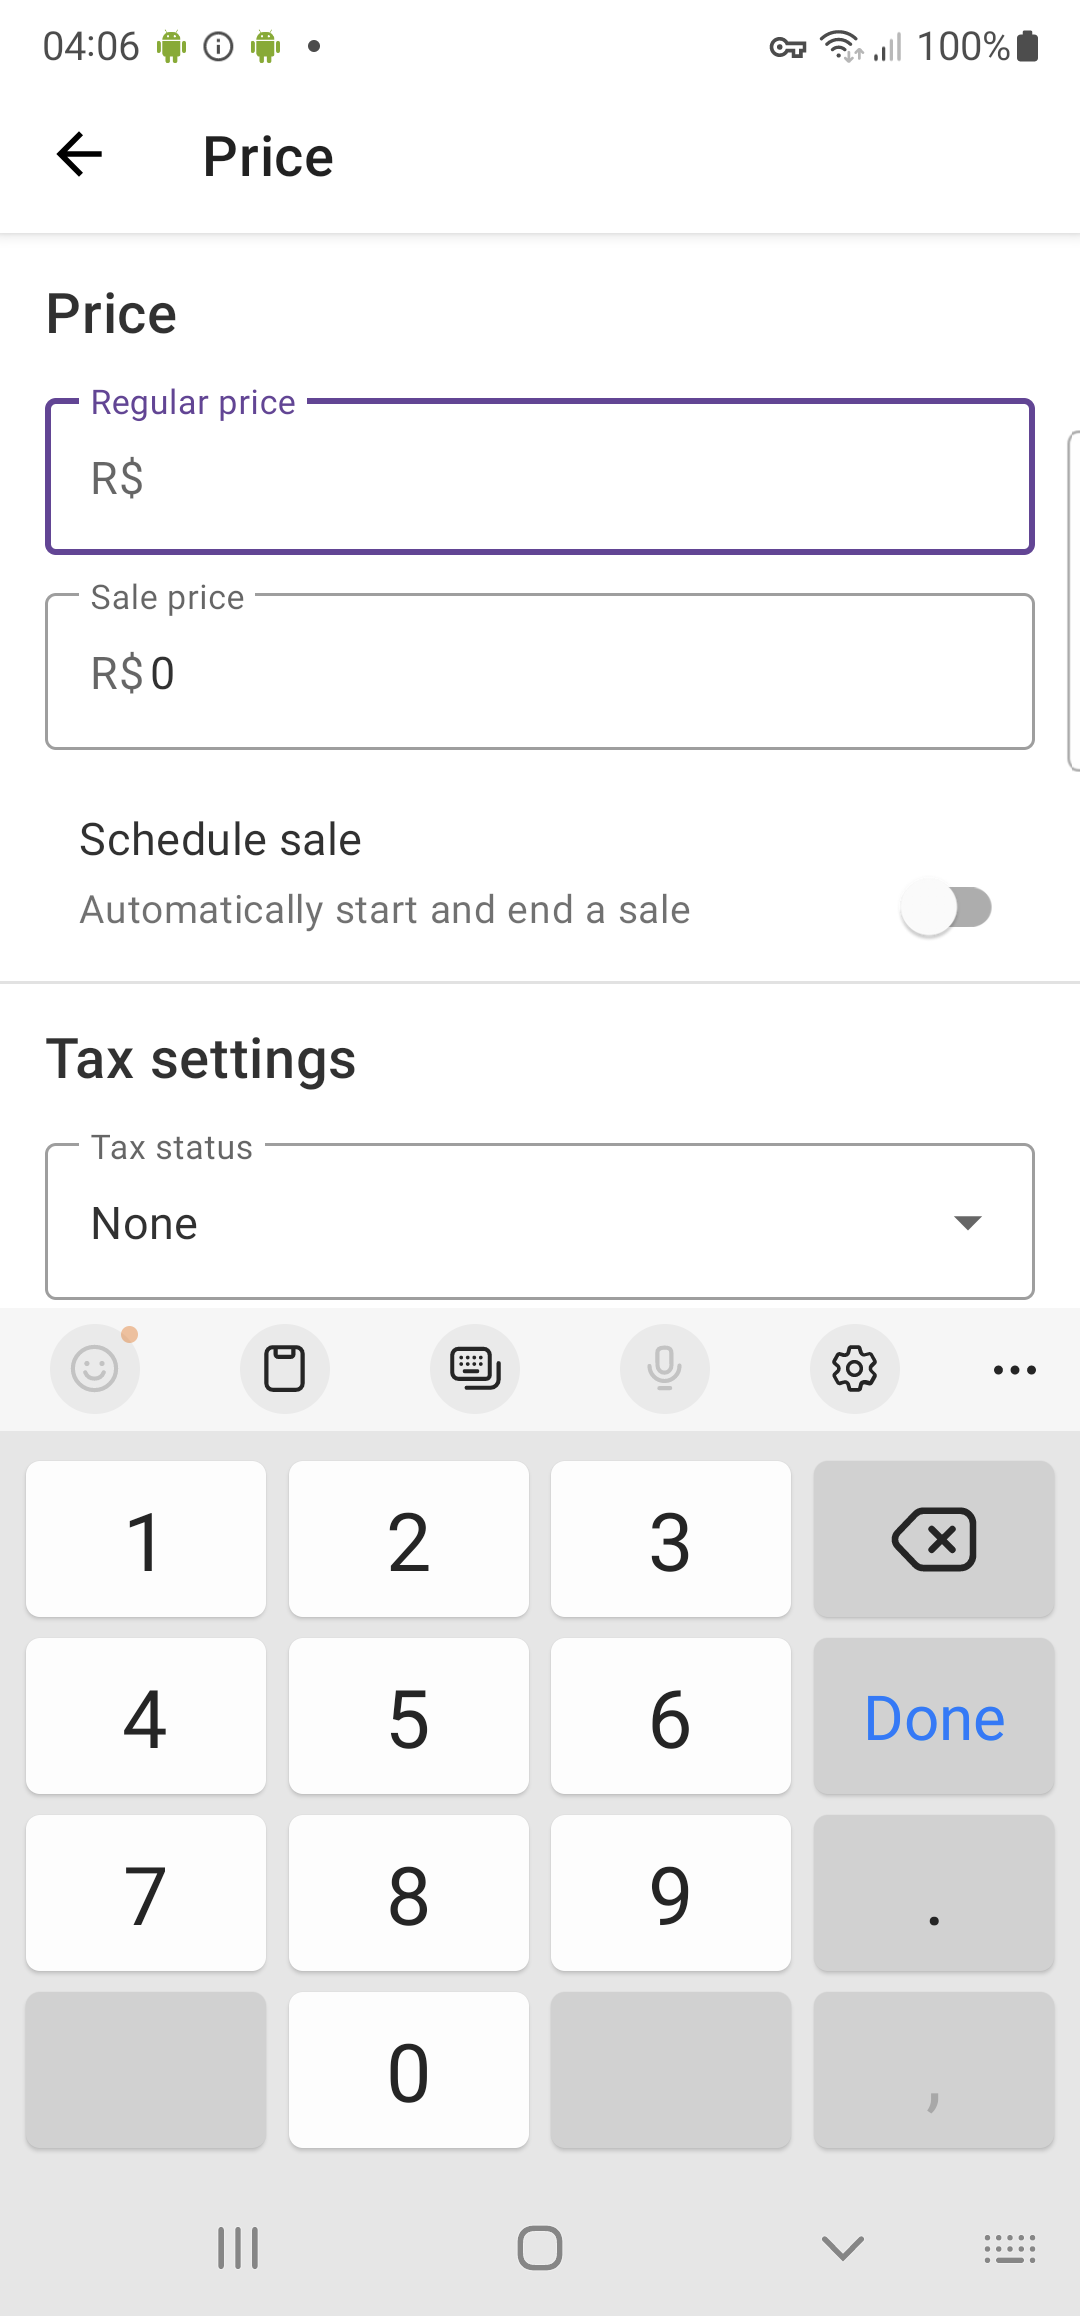 04:06
100%
Price
Price
Regular price
R$
Sale price
R$ 0
Schedule sale
Automatically start and end a sale
Tax settings
Tax status
None
1 2 3
4 5 6 Done
7 8 9 .
0 ,